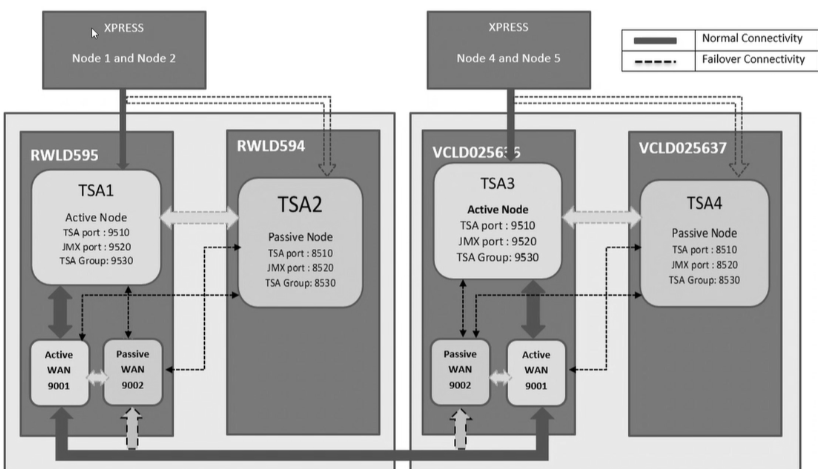 XPRESS
Node 1 and Node 2
XPRESS
Node 4 and Node 5
Normal Connectivity
Failover Connectivity
RWLD595
TSA1
Active Node
TSA port : 9510
JMX port : 9520
TSA Group: 9530
Active
WAN
9001
Passive
WAN
9002
RWLD594
TSA2
Passive Node
TSA port : 8510
JMX port : 8520
TSA Group: 8530
TSA3
Active Node
TSA port : 9510
JMX port : 9520
TSA Group: 9530
Passive
WAN
9002
Active
WAN
9001
VCLD025637
TSA4
Passive Node
TSA port : 8510
JMX port : 8520
TSA Group: 8530